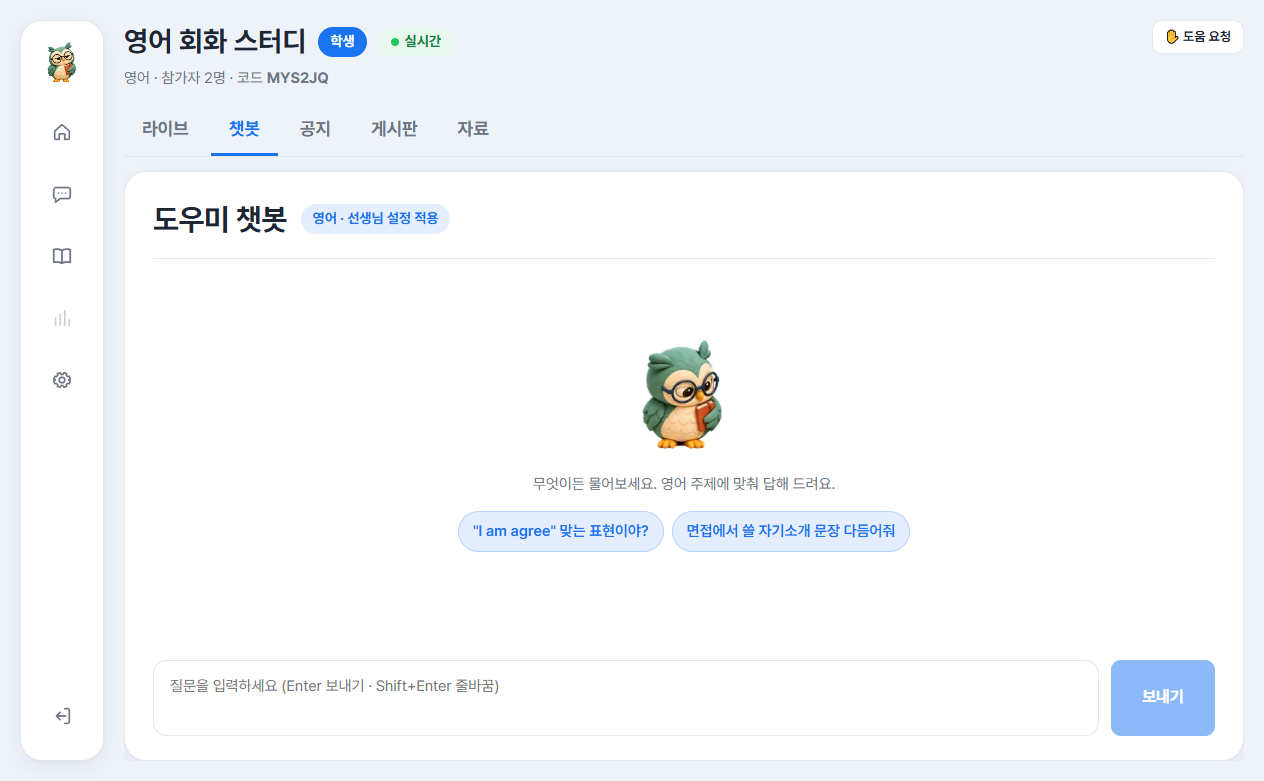 영어 회화 스터디 학생 실시간
✋ 도움 요청
영어 · 참가자 2명 · 코드 MYS2JQ
라이브 챗봇 공지 게시판 자료
도우미 챗봇 영어 · 선생님 설정 적용
무엇이든 물어보세요. 영어 주제에 맞춰 답해 드려요.
"I am agree" 맞는 표현이야? 면접에서 쓸 자기소개 문장 다듬어줘
질문을 입력하세요 (Enter 보내기 · Shift+Enter 줄바꿈)
보내기